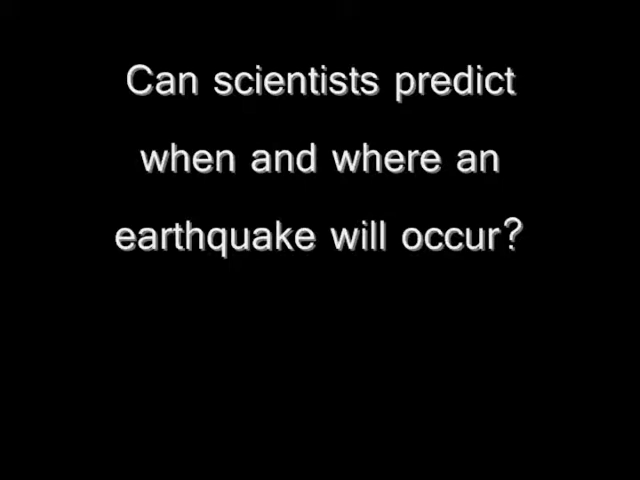 Can scientists predict
when and where an
earthquake will occur?